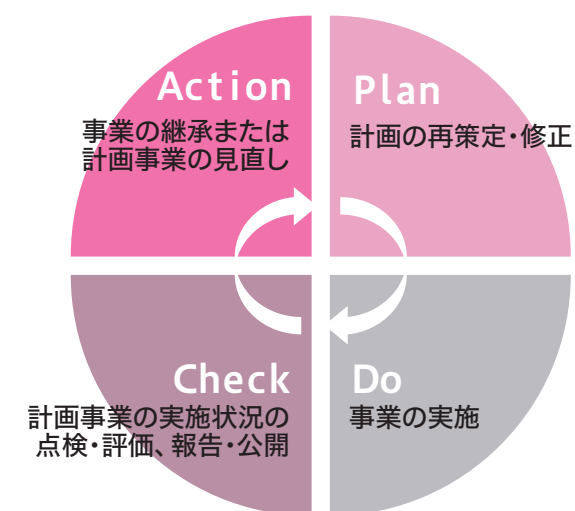 Action
事業の継承または
計画事業の見直し
Plan
計画の再策定・修正
Check
計画事業の実施状況の
点検・評価、報告・公開
Do
事業の実施